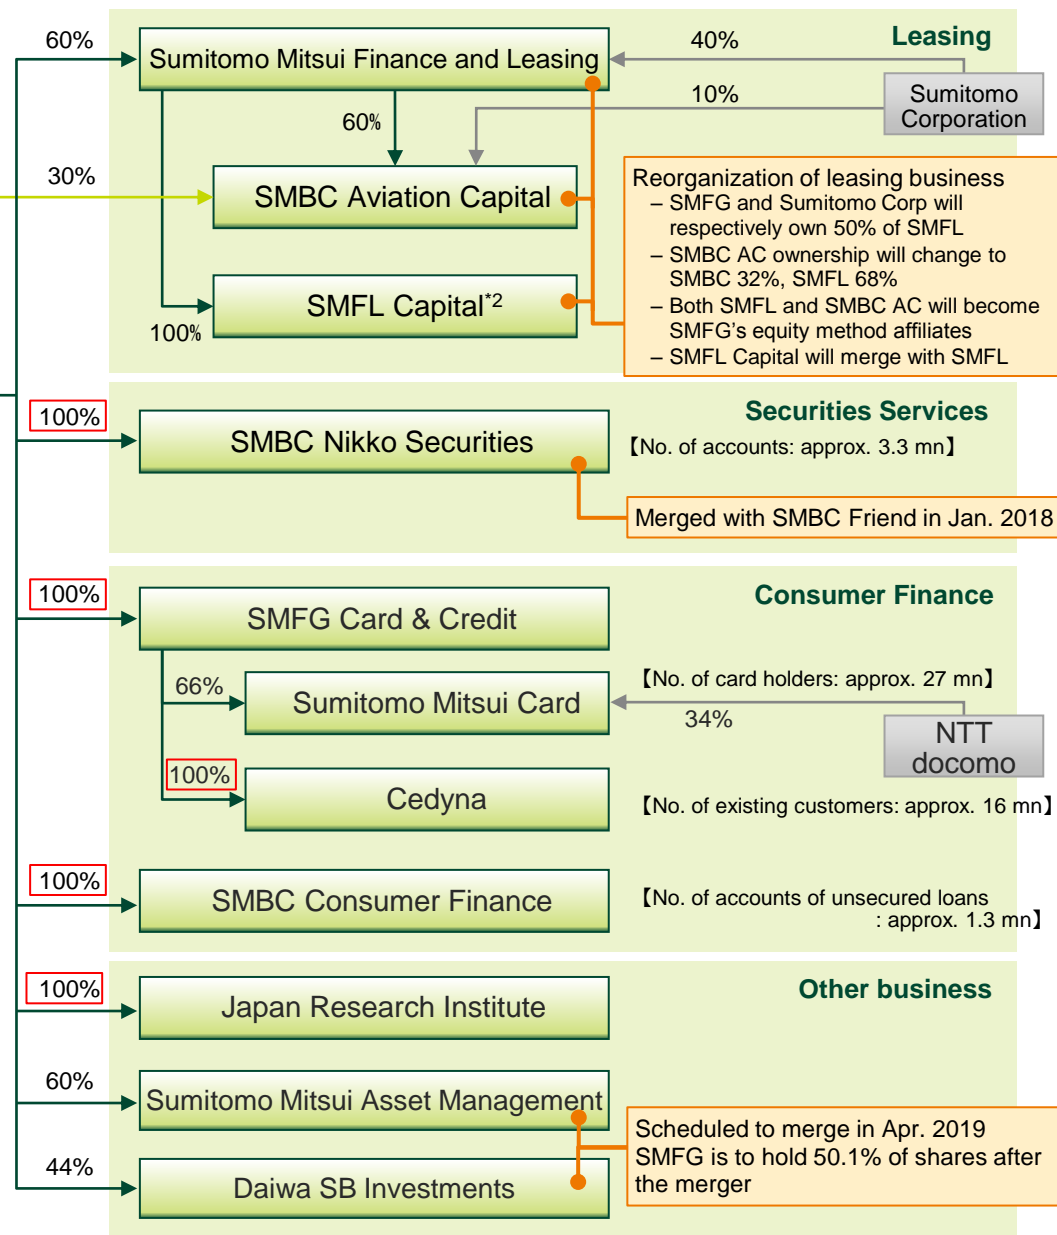 Leasing
60%
Sumitomo Mitsui Finance and Leasing
40%
Sumitomo
Corporation
10%
60%
30%
SMBC Aviation Capital
Reorganization of leasing business
– SMFG and Sumitomo Corp will
respectively own 50% of SMFL
– SMBC AC ownership will change to
SMBC 32%, SMFL 68%
– Both SMFL and SMBC AC will become
SMFG's equity method affiliates
– SMFL Capital will merge with SMFL
SMFL Capital*2
100%
Securities Services
100%
SMBC Nikko Securities
【No. of accounts: approx. 3.3 mn】
Merged with SMBC Friend in Jan. 2018
Consumer Finance
100%
SMFG Card & Credit
66%
Sumitomo Mitsui Card
【No. of card holders: approx. 27 mn】
34%
NTT
docomo
100%
Cedyna
【No. of existing customers: approx. 16 mn】
100%
SMBC Consumer Finance
【No. of accounts of unsecured loans
: approx. 1.3 mn】
Other business
100%
Japan Research Institute
60%
Sumitomo Mitsui Asset Management
Scheduled to merge in Apr. 2019
SMFG is to hold 50.1% of shares after
the merger
44%
Daiwa SB Investments